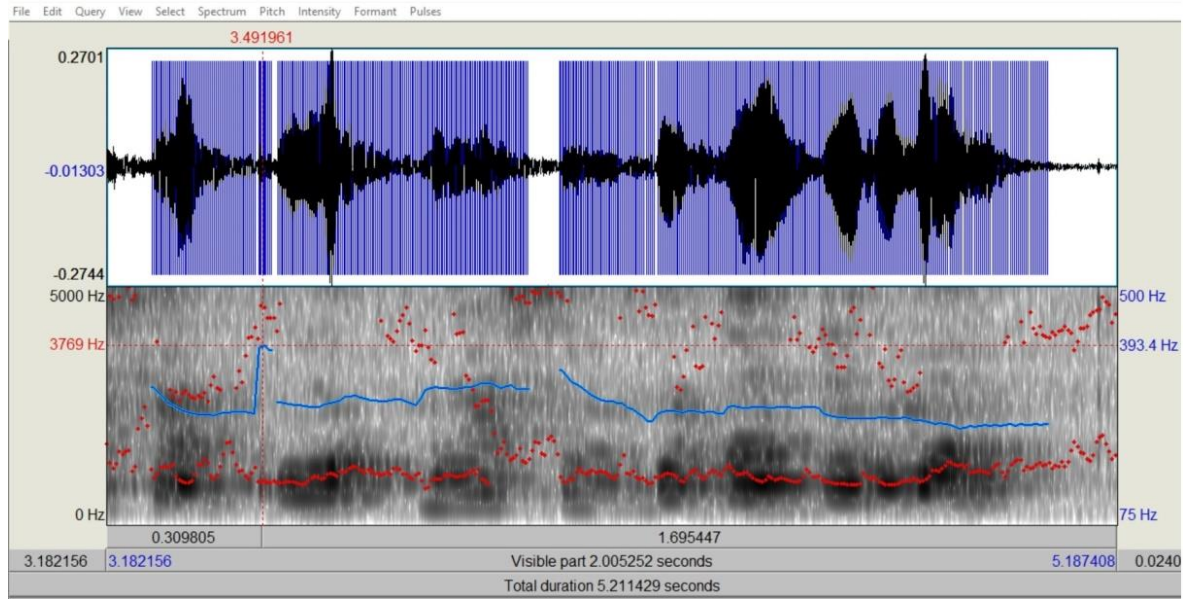 File Edit Query View Select Spectrum Pitch Intensity Formant Pulses
3.491961
0.2701
-0.01303
-0.2744
5000 Hz 500 Hz
3769 Hz 393.4 Hz
0 Hz 75 Hz
0.309805 1.695447
3.182156 3.182156 Visible part 2.005252 seconds 5.187408 0.0240
Total duration 5.211429 seconds